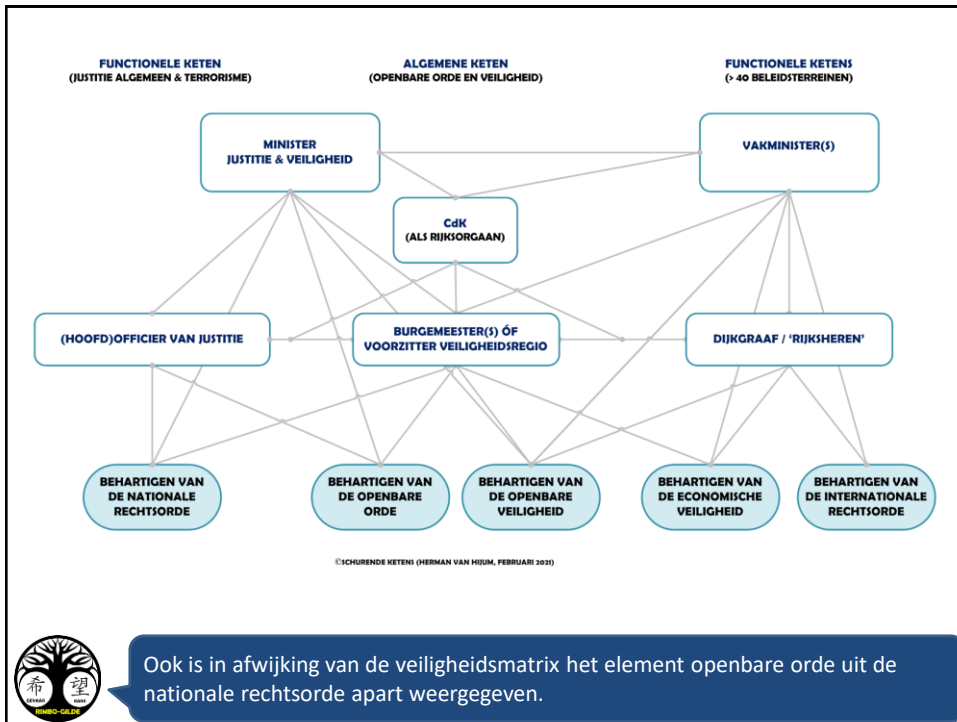 FUNCTIONELE KETEN
(JUSTITIE ALGEMEEN & TERRORISME)
ALGEMENE KETEN
(OPENBARE ORDE EN VEILIGHEID)
FUNCTIONELE KETENS
(> 40 BELEIDSTERREINEN)
MINISTER
JUSTITIE & VEILIGHEID
VAKMINISTER(S)
CdK
(ALS RIJKSORGAAN)
(HOOFD)OFFICIER VAN JUSTITIE
BURGEMEESTER(S) ÓF
VOORZITTER VEILIGHEIDSREGIO
DIJKGRAAF / ‘RIJKSHEREN’
BEHARTIGEN VAN
DE NATIONALE
RECHTSORDE
BEHARTIGEN VAN
DE OPENBARE
ORDE
BEHARTIGEN VAN
DE OPENBARE
VEILIGHEID
BEHARTIGEN VAN
DE ECONOMISCHE
VEILIGHEID
BEHARTIGEN VAN
DE INTERNATIONALE
RECHTSORDE
©SCHURENDE KETENS (HERMAN VAN HIJUM, FEBRUARI 2021)
希 望
GEVAAR KANS
RIMBO-GILDE
Ook is in afwijking van de veiligheidsmatrix het element openbare orde uit de
nationale rechtsorde apart weergegeven.